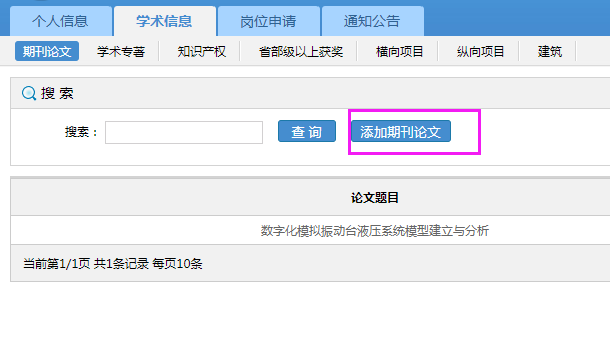 个人信息 学术信息 岗位申请 通知公告
期刊论文 学术专著 知识产权 省部级以上获奖 横向项目 纵向项目 建筑
搜 索
搜索： 查 询 添加期刊论文
论文题目
数字化模拟振动台液压系统模型建立与分析
当前第1/1页 共1条记录 每页10条